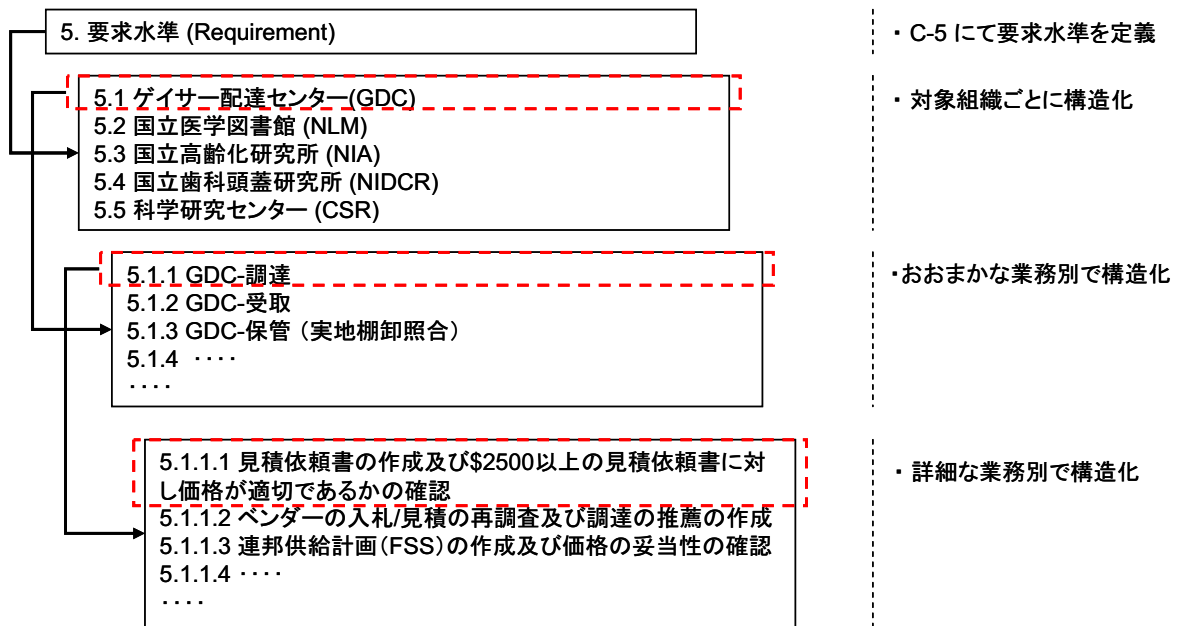 5. 要求水準 (Requirement)
・ C-5 にて要求水準を定義
5.1 ゲイサー配達センター(GDC)
・ 対象組織ごとに構造化
5.2 国立医学図書館 (NLM)
5.3 国立高齢化研究所 (NIA)
5.4 国立歯科頭蓋研究所 (NIDCR)
5.5 科学研究センター (CSR)
5.1.1 GDC-調達
・おおまかな業務別で構造化
5.1.2 GDC-受取
5.1.3 GDC-保管 （実地棚卸照合）
5.1.4 ････
････
5.1.1.1 見積依頼書の作成及び$2500以上の見積依頼書に対
し価格が適切であるかの確認
・ 詳細な業務別で構造化
5.1.1.2 ベンダーの入札/見積の再調査及び調達の推薦の作成
5.1.1.3 連邦供給計画（FSS）の作成及び価格の妥当性の確認
5.1.1.4 ････
････